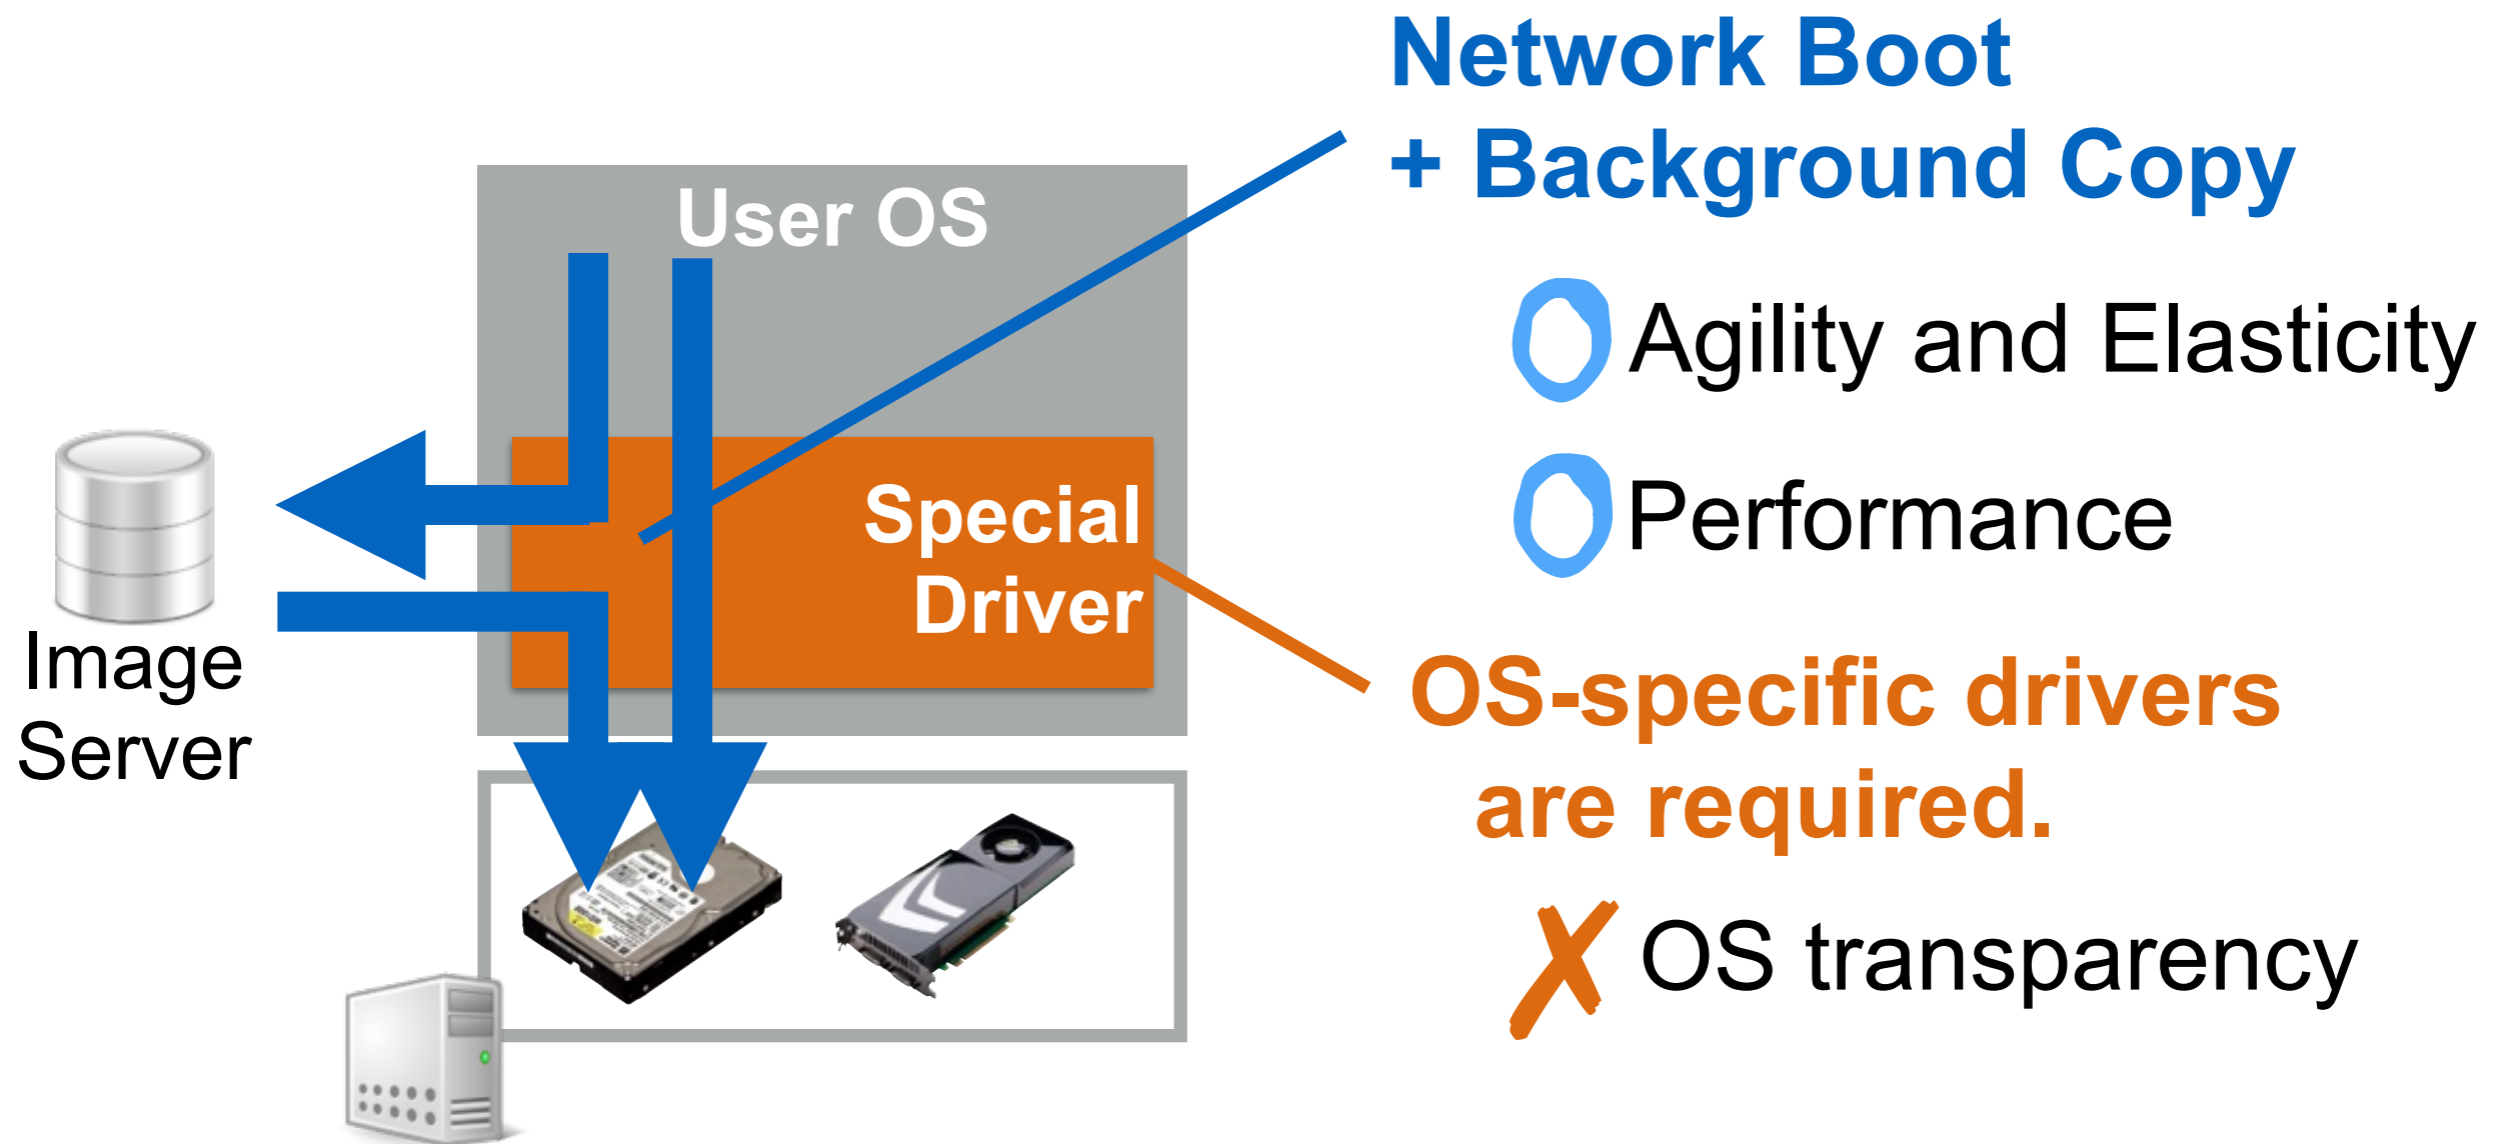 Network Boot
+ Background Copy
User OS
Agility and Elasticity
Special
Driver
Performance
Image
Server
OS-specific drivers
are required.
OS transparency